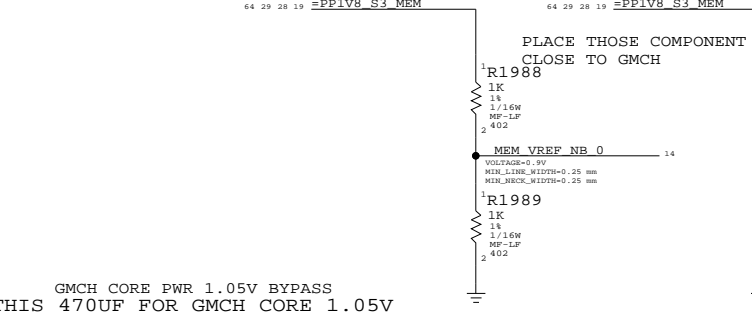 64 29 28 19 =PP1V8_S3_MEM
64 29 28 19 =PP1V8_S3_MEM
PLACE THOSE COMPONENT
CLOSE TO GMCH
1
R1988
1K
1%
1/16W
MF-LF
402
2
MEM_VREF_NB_0 14
VOLTAGE=0.9V
MIN_LINE_WIDTH=0.25 mm
MIN_NECK_WIDTH=0.25 mm
1
R1989
1K
1%
1/16W
MF-LF
402
2
GMCH CORE PWR 1.05V BYPASS
THIS 470UF FOR GMCH CORE 1.05V